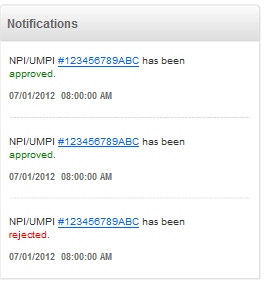 Notifications
NPI/UMPI #123456789ABC has been
approved.
07/01/2012 08:00:00 AM
NPI/UMPI #123456789ABC has been
approved.
07/01/2012 08:00:00 AM
NPI/UMPI #123456789ABC has been
rejected.
07/01/2012 08:00:00 AM